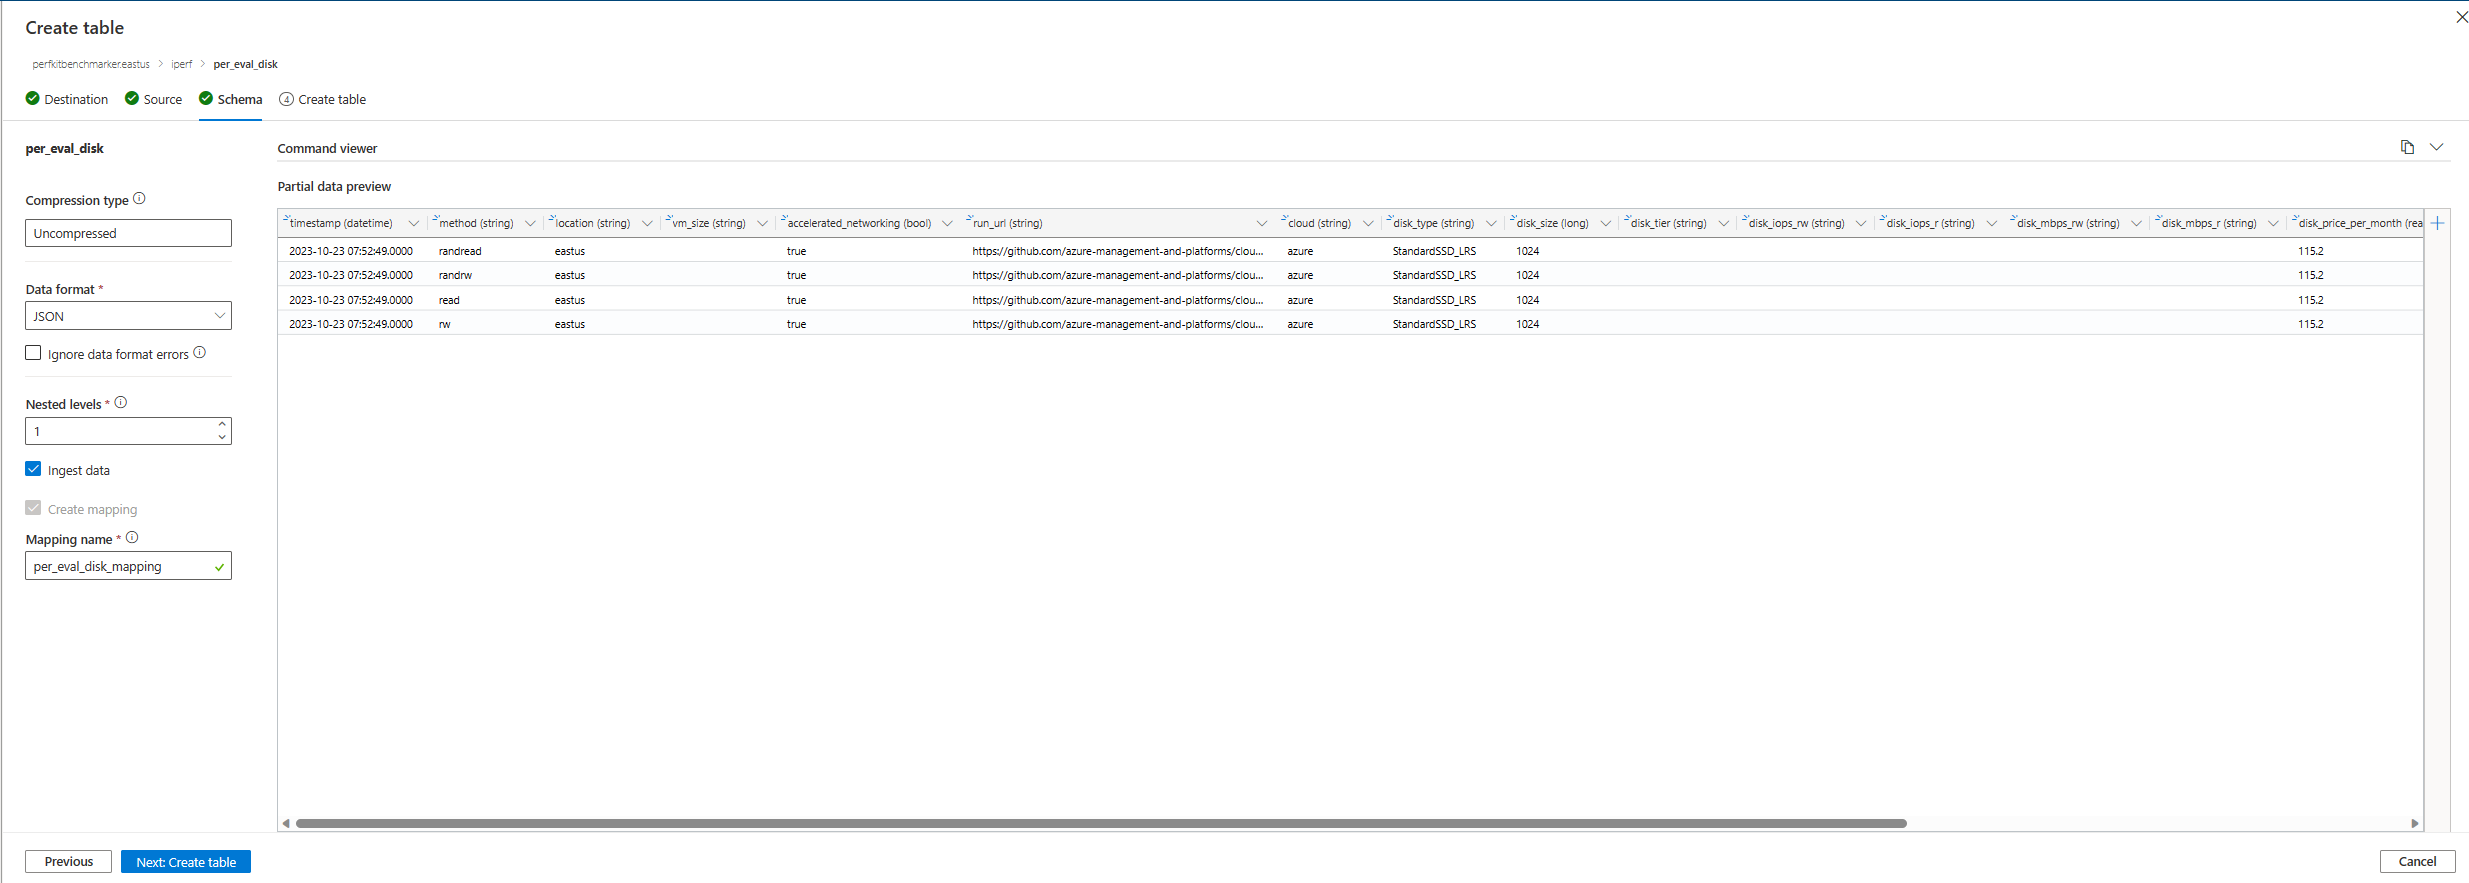 Create table
perfkitbenchmarker.eastus > iperf > per_eval_disk
Destination Source Schema 4 Create table
per_eval_disk
Compression type
Uncompressed
Data format *
JSON
Ignore data format errors
Nested levels *
1
Ingest data
Create mapping
Mapping name *
per_eval_disk_mapping
Command viewer
Partial data preview
timestamp (datetime) method (string) location (string) vm_size (string) accelerated_networking (bool) run_url (string) cloud (string) disk_type (string) disk_size (long) disk_tier (string) disk_iops_rw (string) disk_iops_r (string) disk_mbps_rw (string) disk_mbps_r (string) disk_price_per_month (rea
2023-10-23 07:52:49.0000 randread eastus true https://github.com/azure-management-and-platforms/clou... azure StandardSSD_LRS 1024 115.2
2023-10-23 07:52:49.0000 randrw eastus true https://github.com/azure-management-and-platforms/clou... azure StandardSSD_LRS 1024 115.2
2023-10-23 07:52:49.0000 read eastus true https://github.com/azure-management-and-platforms/clou... azure StandardSSD_LRS 1024 115.2
2023-10-23 07:52:49.0000 rw eastus true https://github.com/azure-management-and-platforms/clou... azure StandardSSD_LRS 1024 115.2
Previous Next: Create table Cancel